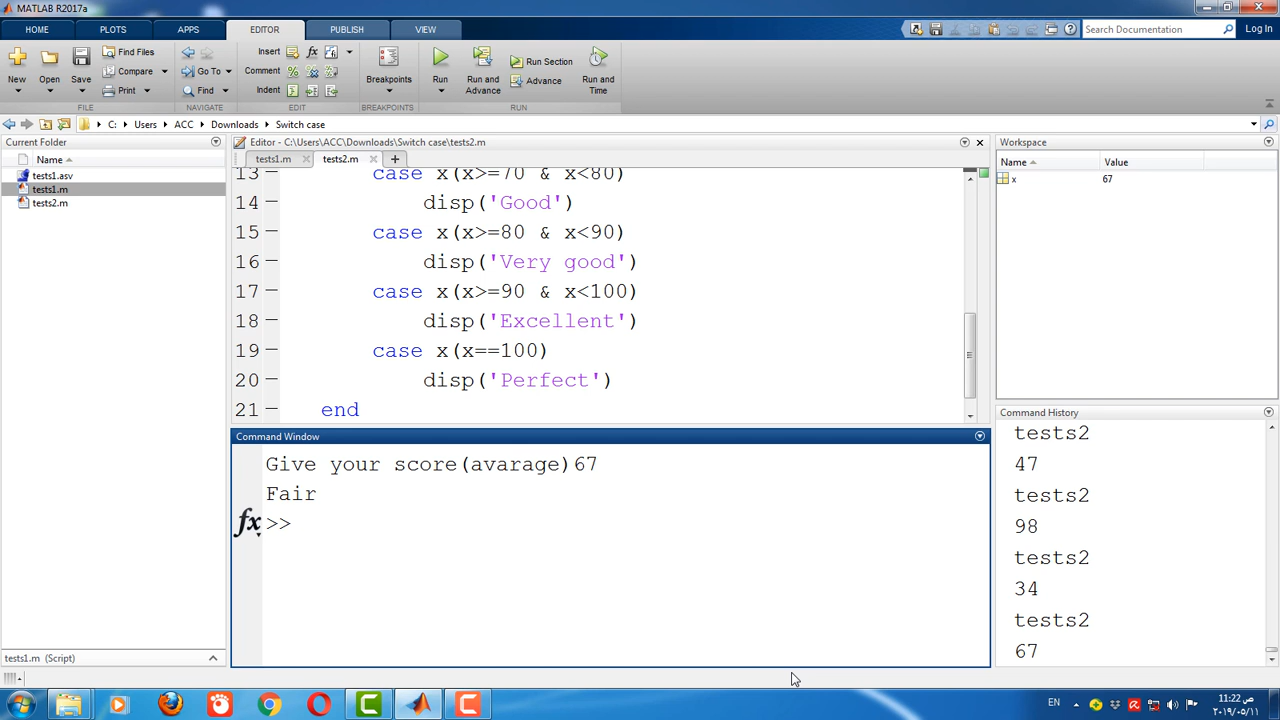 MATLAB R2017a
HOME PLOTS APPS EDITOR PUBLISH VIEW Search Documentation Log In
New Open Save Find Files Compare Print
Go To Find
Insert fx
Comment
Indent
Breakpoints
Run Run and Advance Run Section Advance Run and Time
FILE NAVIGATE EDIT BREAKPOINTS RUN
C: Users ACC Downloads Switch case
Current Folder
Name
tests1.asv
tests1.m
tests2.m
tests1.m (Script)
Editor - C:\Users\ACC\Downloads\Switch case\tests2.m
tests1.m tests2.m
13 case x(x>=70 & x<80)
14 disp('Good')
15 case x(x>=80 & x<90)
16 disp('Very good')
17 case x(x>=90 & x<100)
18 disp('Excellent')
19 case x(x==100)
20 disp('Perfect')
21 end
Command Window
Give your score(avarage)67
Fair
fx >>
Workspace
Name Value
x 67
Command History
tests2
47
tests2
98
tests2
34
tests2
67
EN
11:22 ص
٢٠١٩/٠٥/١١